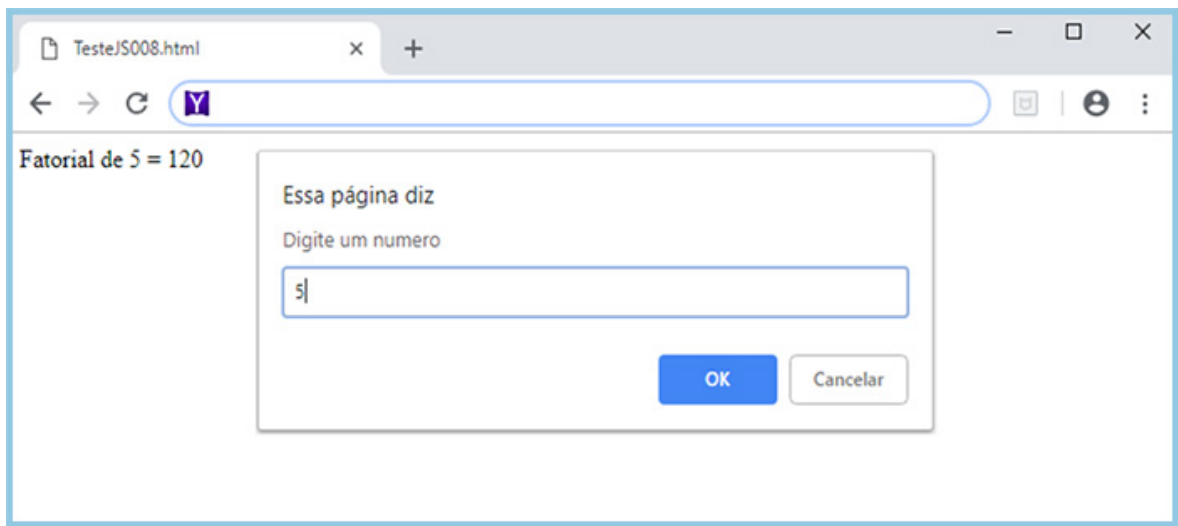 TesteJS008.html
Y
Fatorial de 5 = 120
Essa página diz
Digite um numero
5
OK
Cancelar